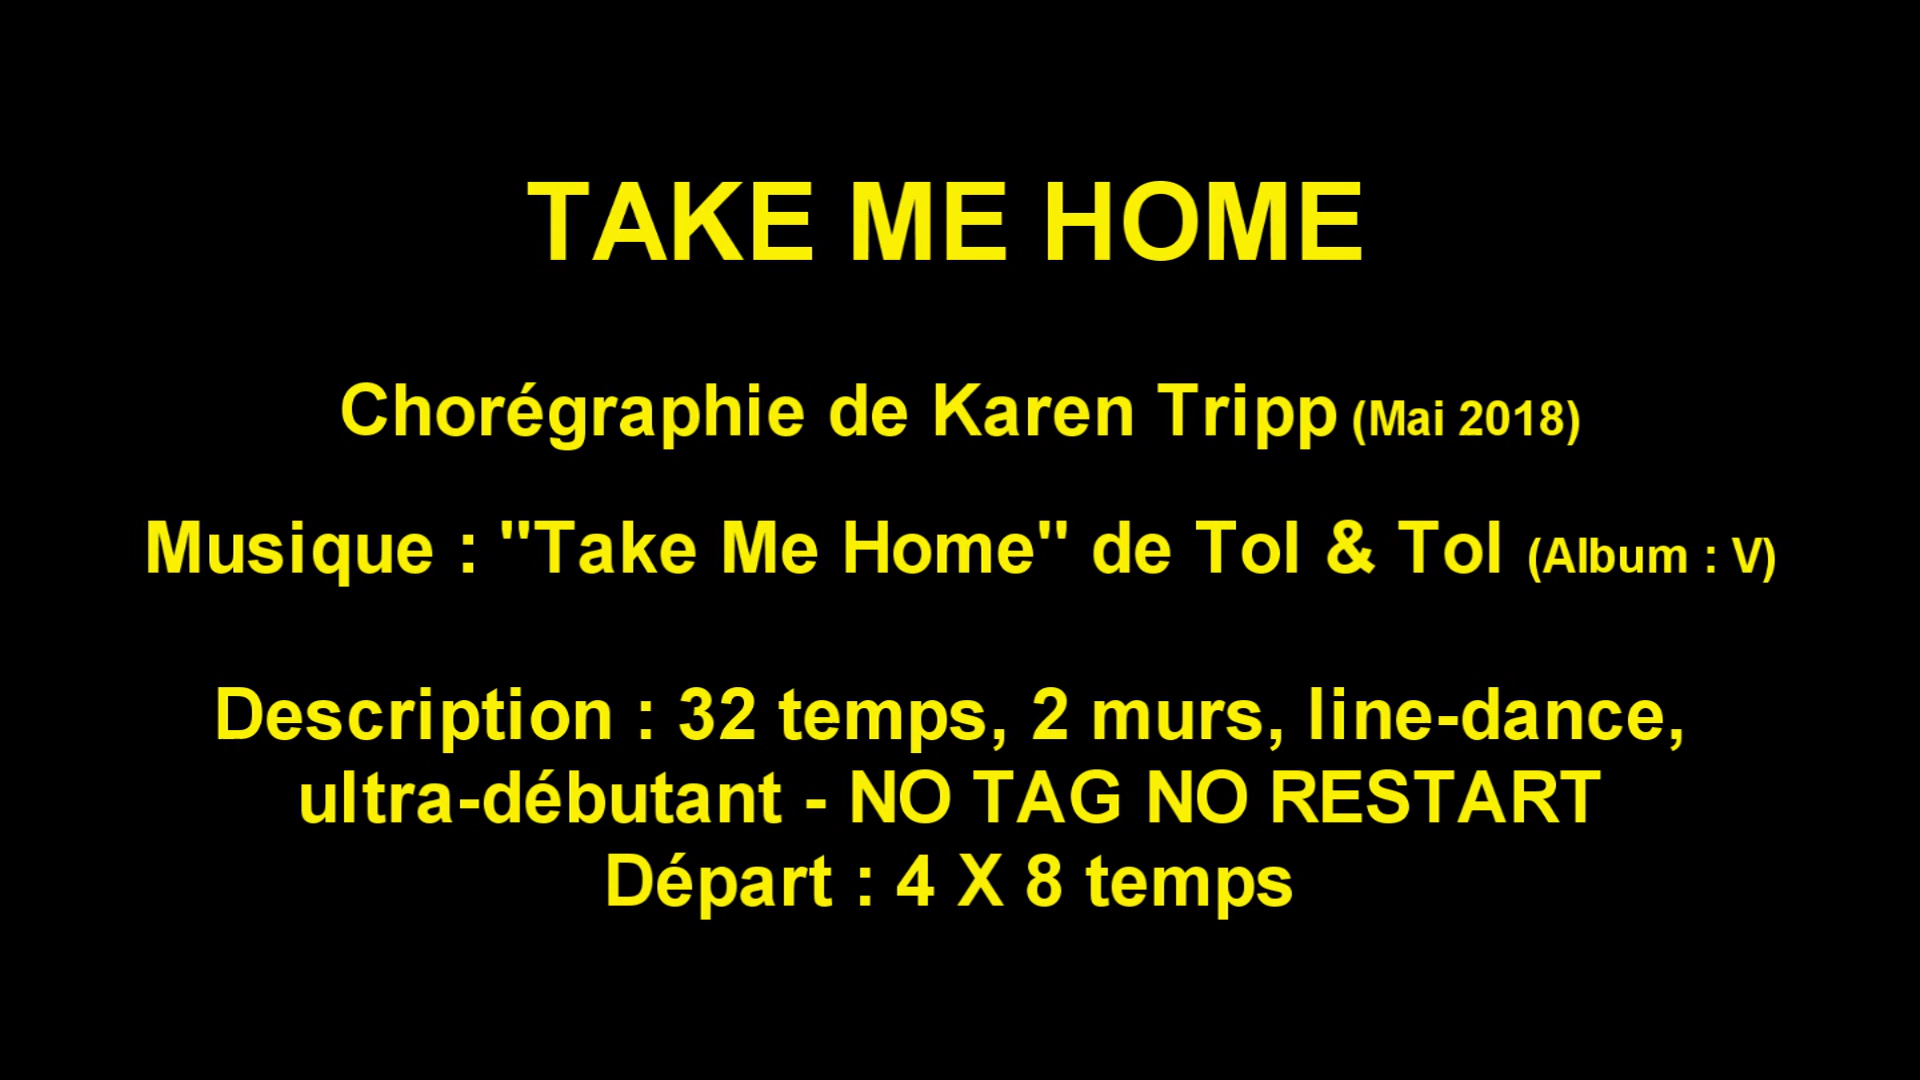 TAKE ME HOME
Chorégraphie de Karen Tripp (Mai 2018)
Musique : "Take Me Home" de Tol & Tol (Album : V)
Description : 32 temps, 2 murs, line-dance,
ultra-débutant - NO TAG NO RESTART
Départ : 4 X 8 temps